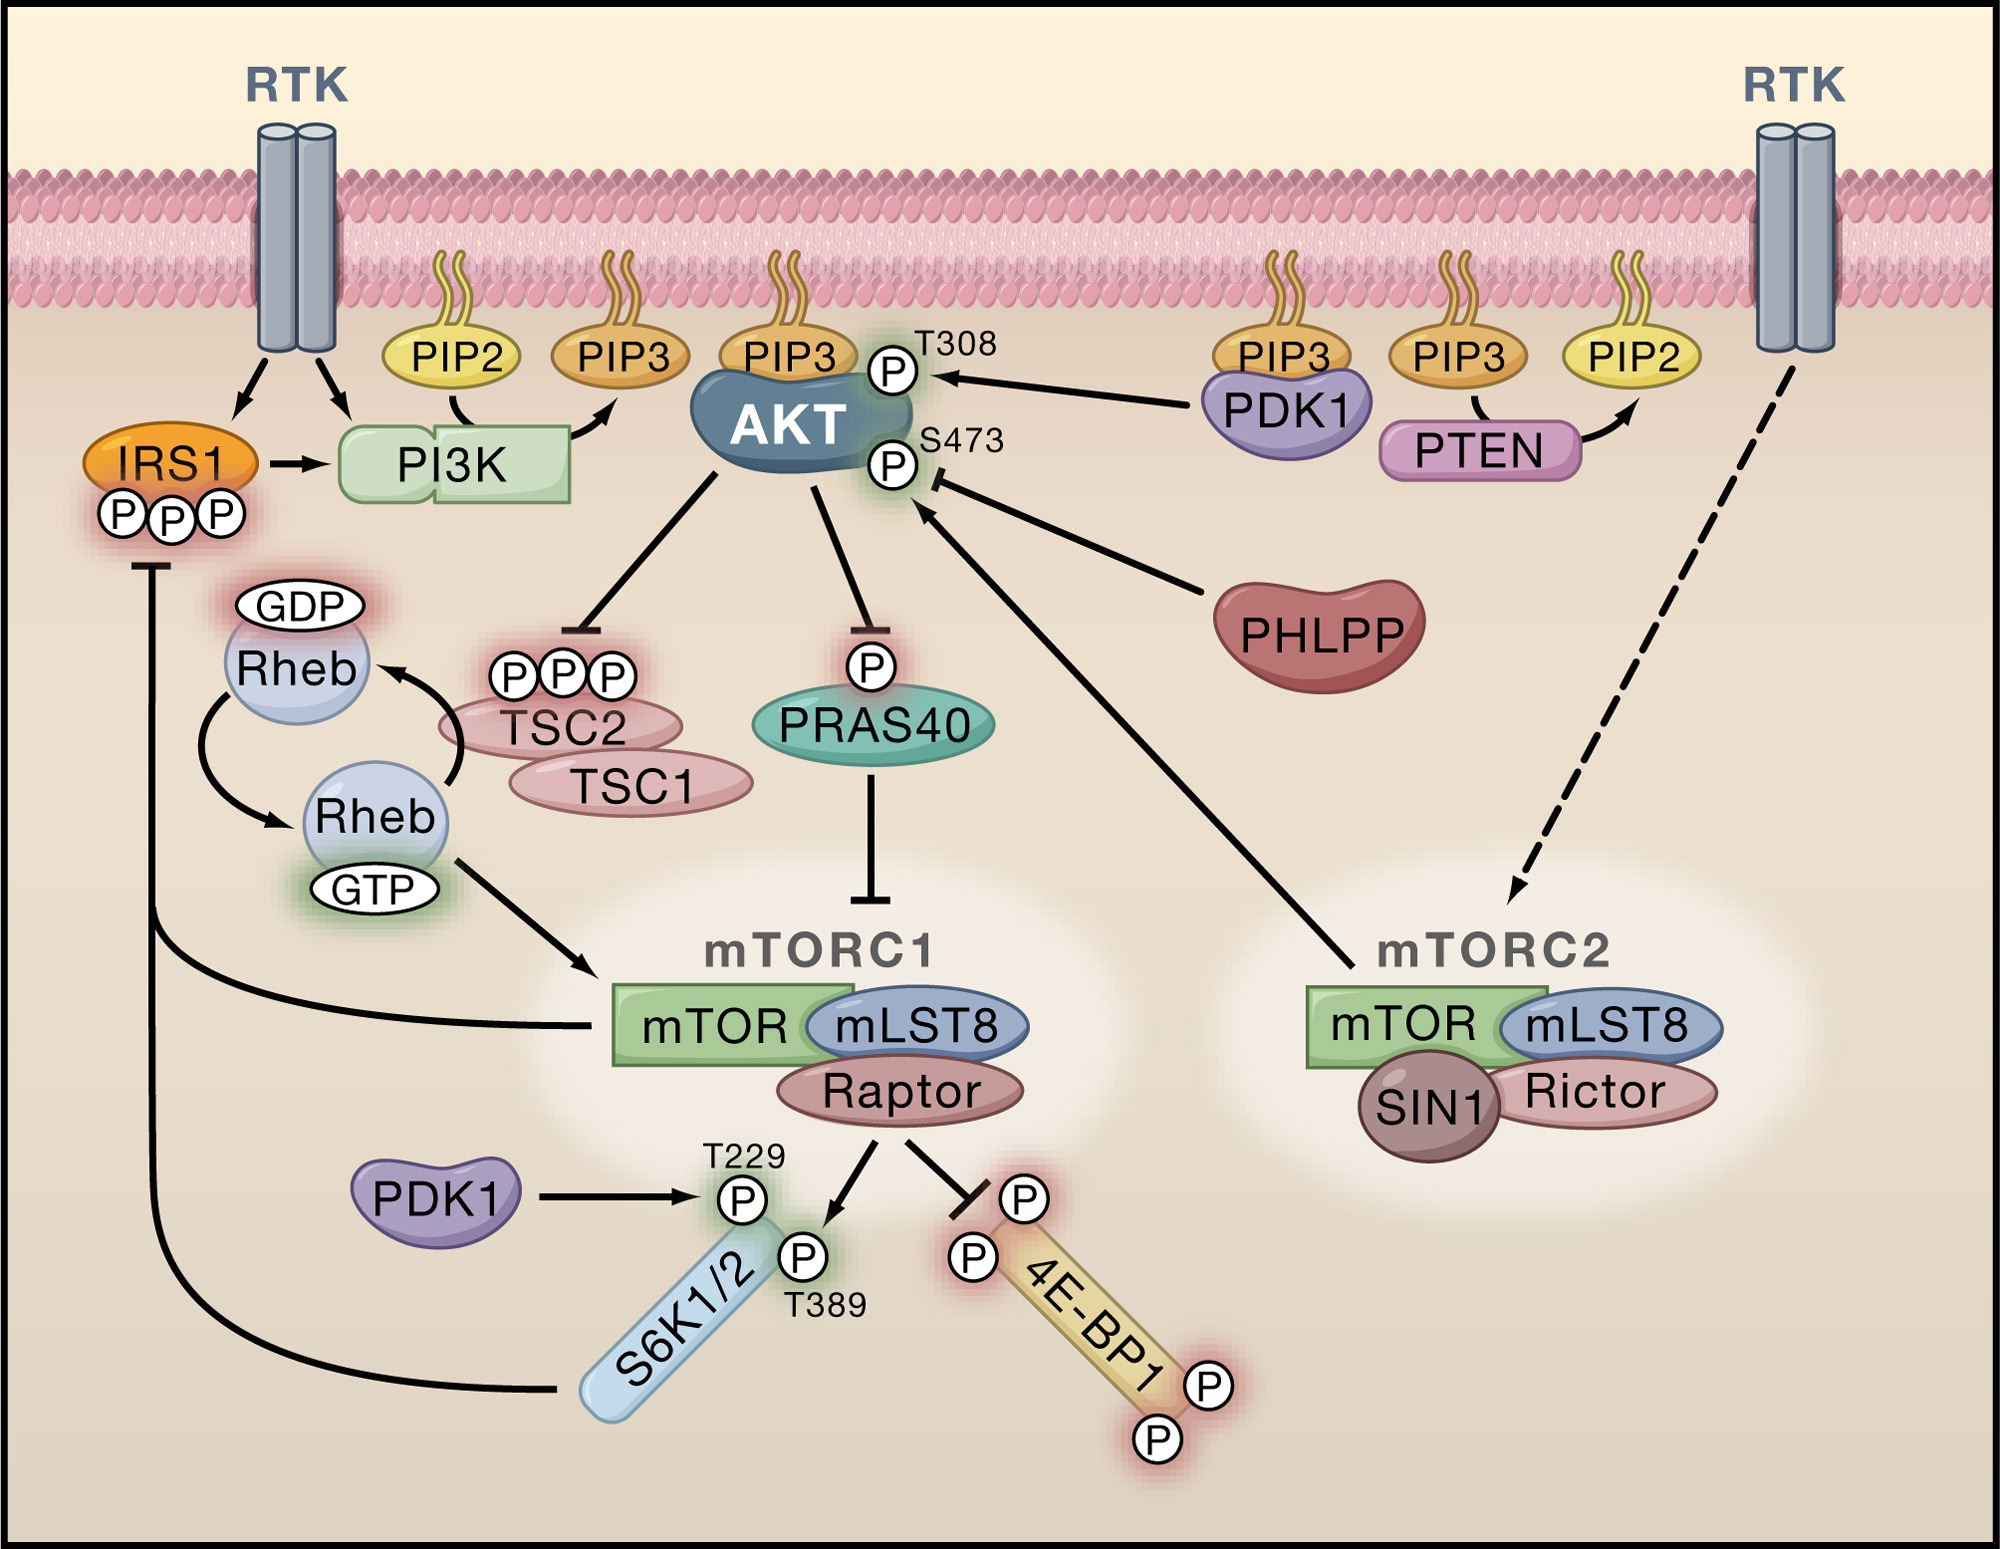 RTK
RTK
PIP2
PIP3
PIP3
T308
P
PIP3
PIP3
PIP2
AKT
PDK1
S473
P
PTEN
IRS1
P
P
P
PI3K
GDP
Rheb
PHLPP
P
P
P
TSC2
TSC1
P
PRAS40
Rheb
GTP
mTORC1
mTOR
mLST8
Raptor
mTORC2
mTOR
mLST8
SIN1
Rictor
T229
P
PDK1
P
T389
S6K1/2
P
P
4E-BP1
P
P